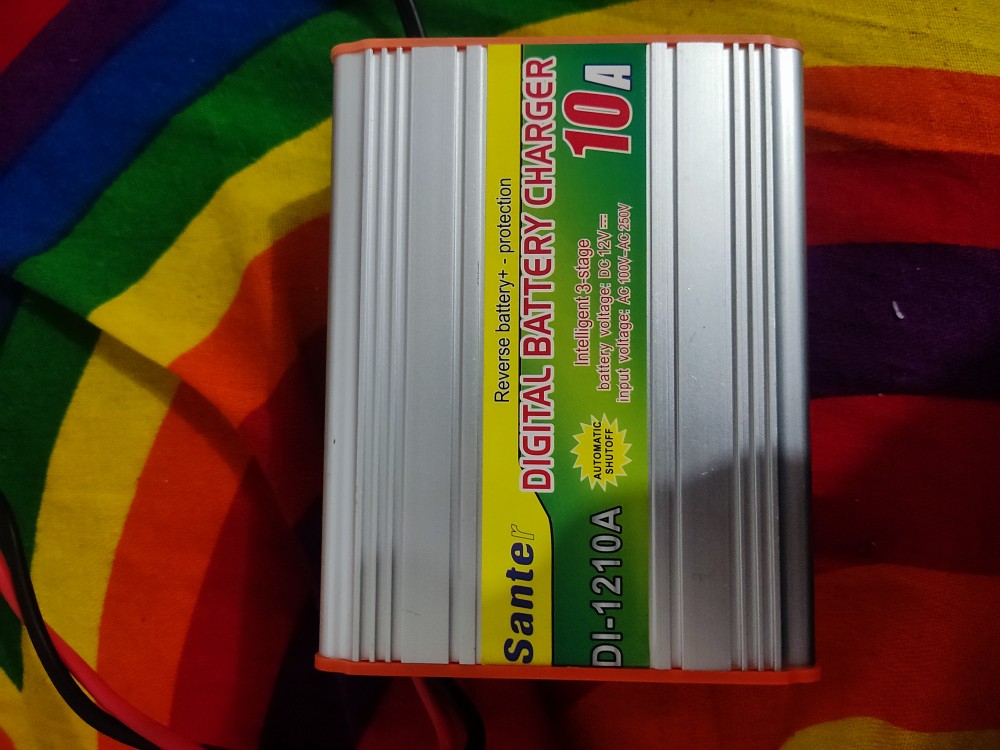 Reverse battery+ - protection
DIGITAL BATTERY CHARGER
10A
Intelligent 3-stage
battery voltage: DC 12V⎓
input voltage: AC 100V-AC 250V
AUTOMATIC
SHUTOFF
Santer
DI-1210A